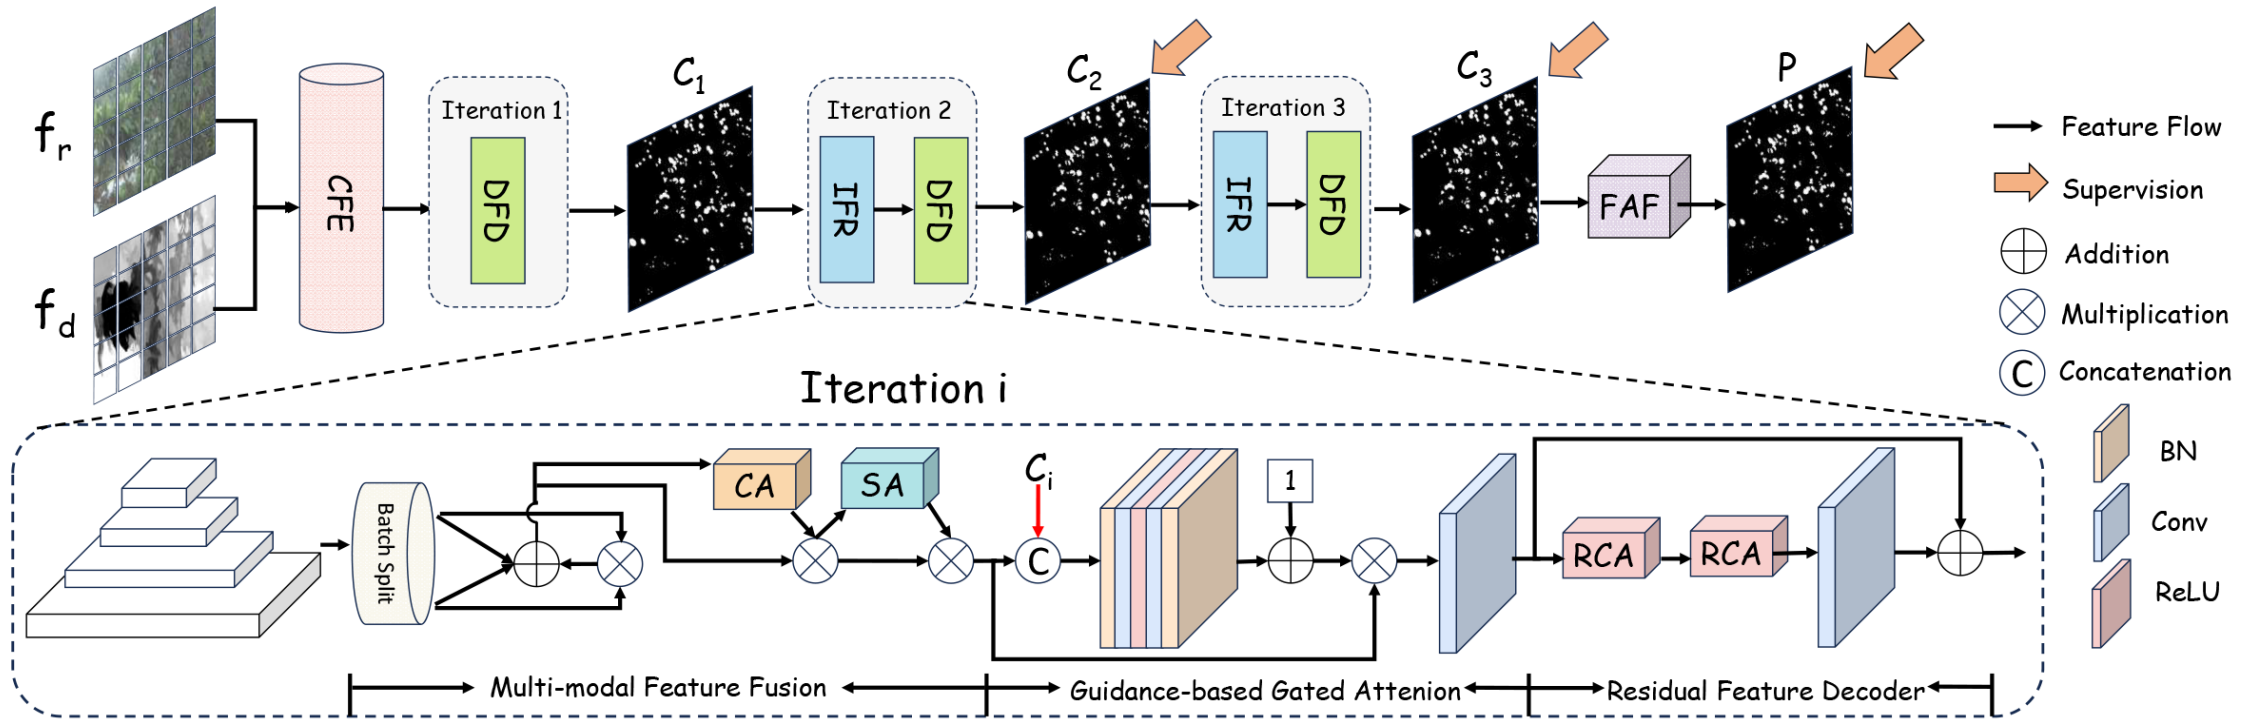 f_r
f_d
CFE
Iteration 1
DFD
C_1
Iteration 2
IFR
DFD
C_2
Iteration 3
IFR
DFD
C_3
FAF
P
Feature Flow
Supervision
Addition
Multiplication
C Concatenation
BN
Conv
ReLU
Iteration i
Batch Split
CA
SA
C_i
C
1
RCA
RCA
Multi-modal Feature Fusion
Guidance-based Gated Attenion
Residual Feature Decoder